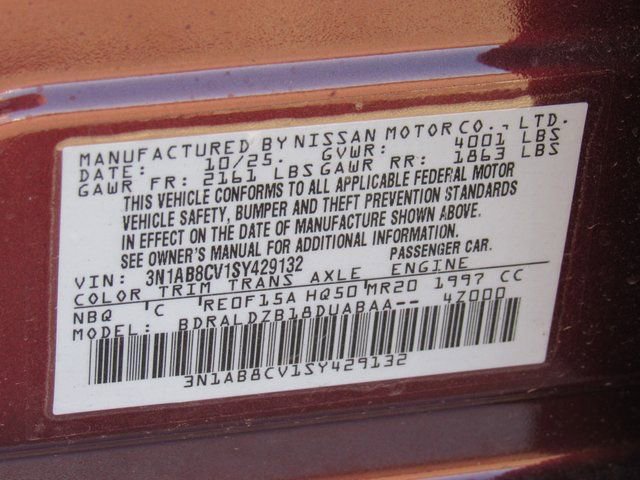 MANUFACTURED BY NISSAN MOTOR CO., LTD.
DATE: 10/25. GVWR: 4001 LBS
GAWR FR: 2161 LBS GAWR RR: 1863 LBS
THIS VEHICLE CONFORMS TO ALL APPLICABLE FEDERAL MOTOR
VEHICLE SAFETY, BUMPER AND THEFT PREVENTION STANDARDS
IN EFFECT ON THE DATE OF MANUFACTURE SHOWN ABOVE.
SEE OWNER'S MANUAL FOR ADDITIONAL INFORMATION.
VIN: 3N1AB8CV1SY429132 PASSENGER CAR.
COLOR TRIM TRANS AXLE ENGINE
NBQ C RE0F15A HQ50 MR20 1997 CC
MODEL: BDRALDZB18DUABAA-- 4Z000
3N1AB8CV1SY429132